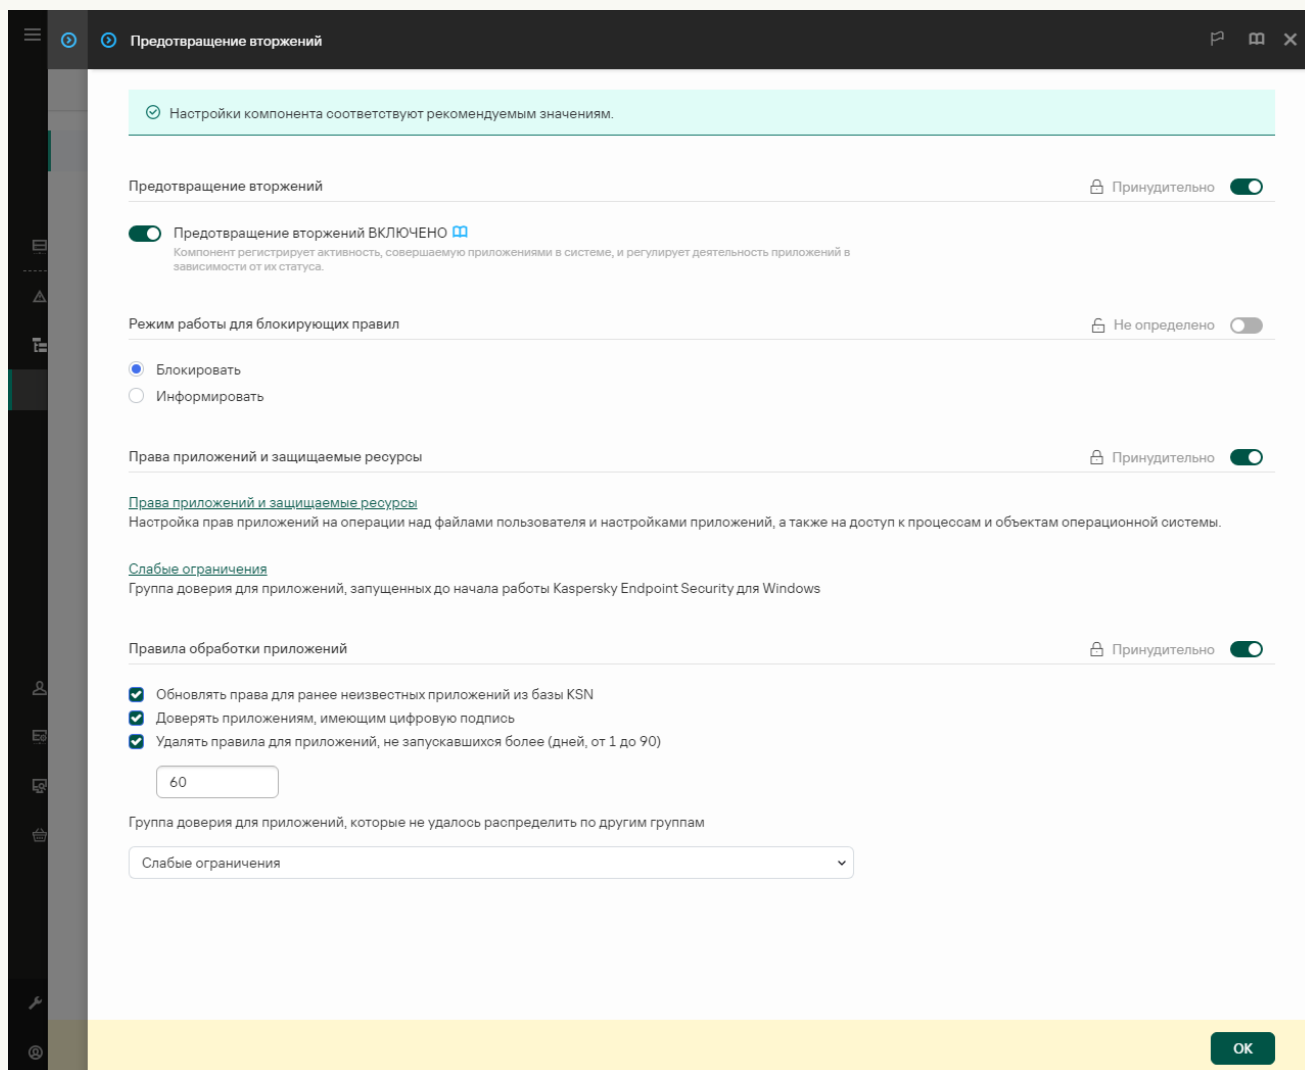 Предотвращение вторжений
Настройки компонента соответствуют рекомендуемым значениям.
Предотвращение вторжений
Принудительно
Предотвращение вторжений ВКЛЮЧЕНО
Компонент регистрирует активность, совершаемую приложениями в системе, и регулирует деятельность приложений в
зависимости от их статуса.
Режим работы для блокирующих правил
Не определено
Блокировать
Информировать
Права приложений и защищаемые ресурсы
Принудительно
Права приложений и защищаемые ресурсы
Настройка прав приложений на операции над файлами пользователя и настройками приложений, а также на доступ к процессам и объектам операционной системы.
Слабые ограничения
Группа доверия для приложений, запущенных до начала работы Kaspersky Endpoint Security для Windows
Правила обработки приложений
Принудительно
Обновлять права для ранее неизвестных приложений из базы KSN
Доверять приложениям, имеющим цифровую подпись
Удалять правила для приложений, не запускавшихся более (дней, от 1 до 90)
60
Группа доверия для приложений, которые не удалось распределить по другим группам
Слабые ограничения
ОК